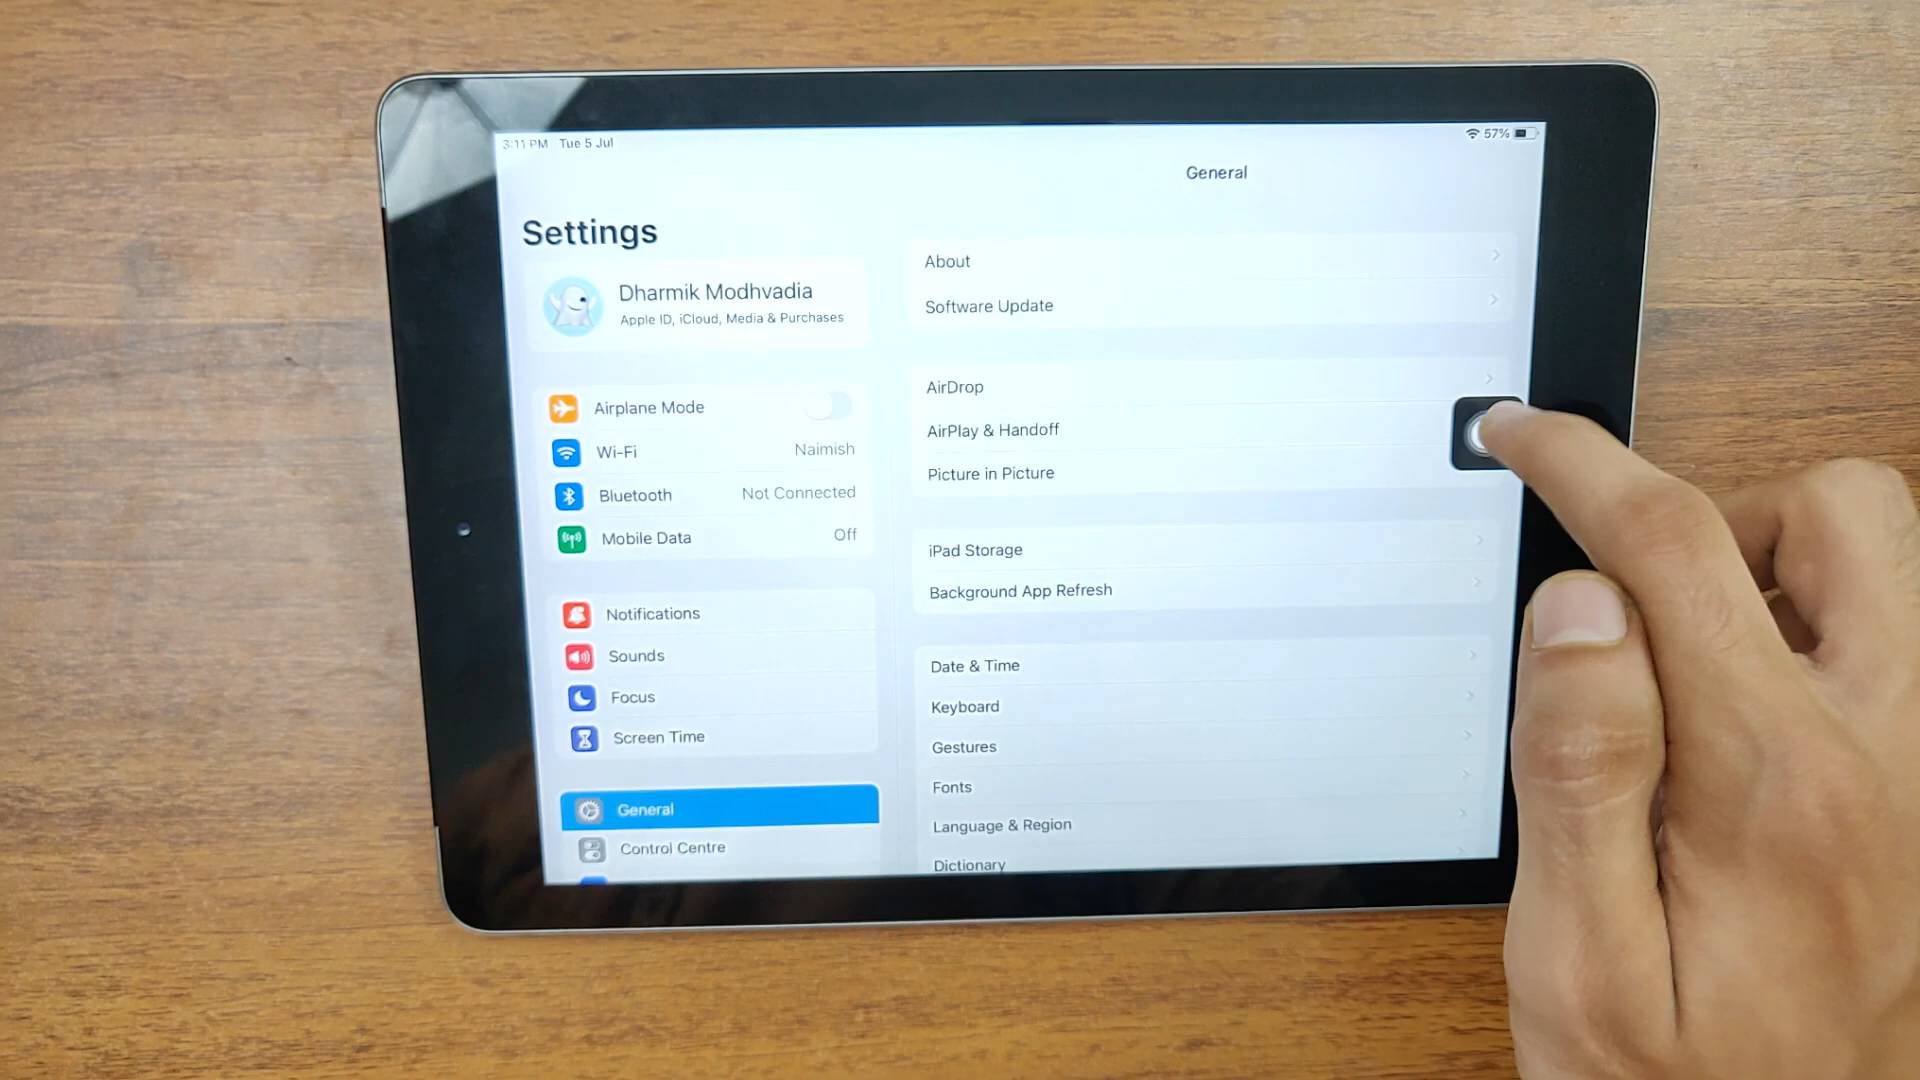 3:11 PM Tue 5 Jul
57%
General
Settings
Dharmik Modhvadia
Apple ID, iCloud, Media & Purchases
Airplane Mode
Wi-Fi Naimish
Bluetooth Not Connected
Mobile Data Off
Notifications
Sounds
Focus
Screen Time
General
Control Centre
About
Software Update
AirDrop
AirPlay & Handoff
Picture in Picture
iPad Storage
Background App Refresh
Date & Time
Keyboard
Gestures
Fonts
Language & Region
Dictionary